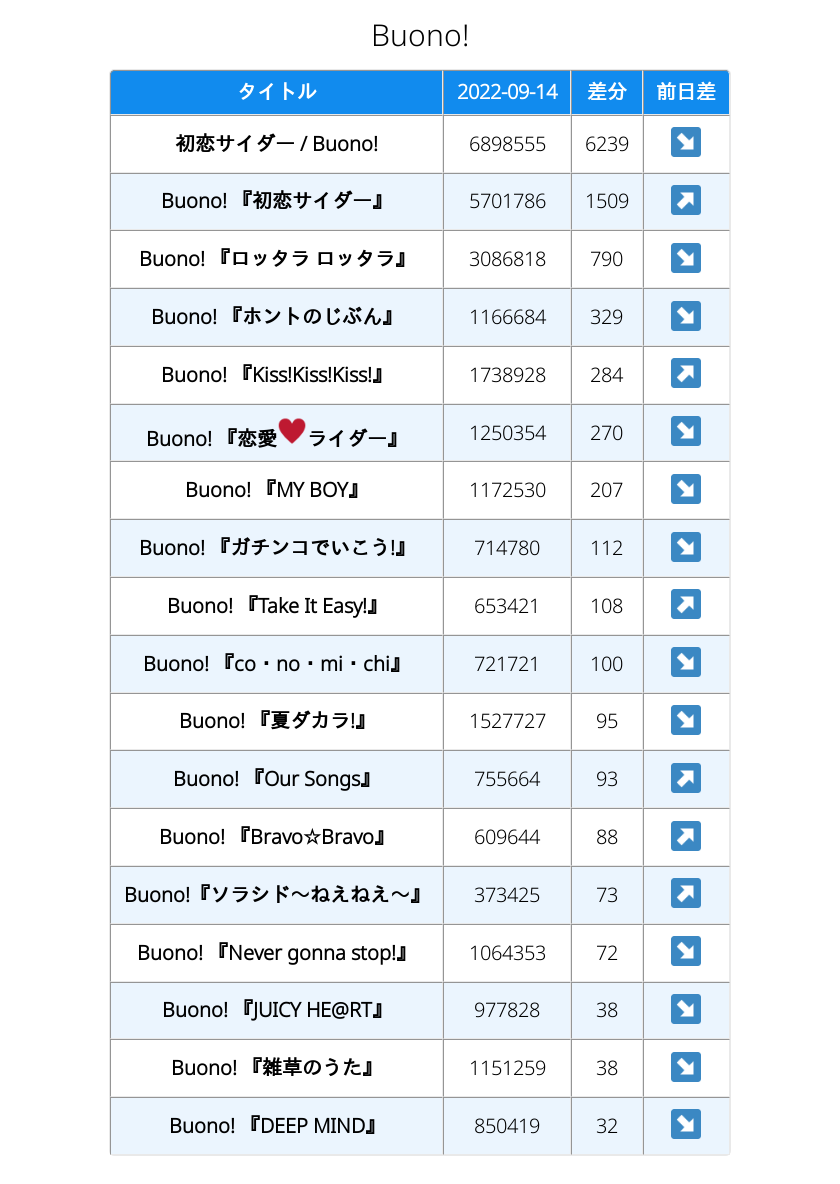 Buono!
タイトル 2022-09-14 差分 前日差
初恋サイダー / Buono! 6898555 6239 ↘
Buono! 『初恋サイダー』 5701786 1509 ↗
Buono! 『ロッタラ ロッタラ』 3086818 790 ↘
Buono! 『ホントのじぶん』 1166684 329 ↘
Buono! 『Kiss!Kiss!Kiss!』 1738928 284 ↗
Buono! 『恋愛❤ライダー』 1250354 270 ↘
Buono! 『MY BOY』 1172530 207 ↘
Buono! 『ガチンコでいこう!』 714780 112 ↘
Buono! 『Take It Easy!』 653421 108 ↗
Buono! 『co・no・mi・chi』 721721 100 ↘
Buono! 『夏ダカラ!』 1527727 95 ↘
Buono! 『Our Songs』 755664 93 ↗
Buono! 『Bravo☆Bravo』 609644 88 ↗
Buono!『ソラシド〜ねえねえ〜』 373425 73 ↗
Buono! 『Never gonna stop!』 1064353 72 ↘
Buono! 『JUICY HE@RT』 977828 38 ↘
Buono! 『雑草のうた』 1151259 38 ↘
Buono! 『DEEP MIND』 850419 32 ↘